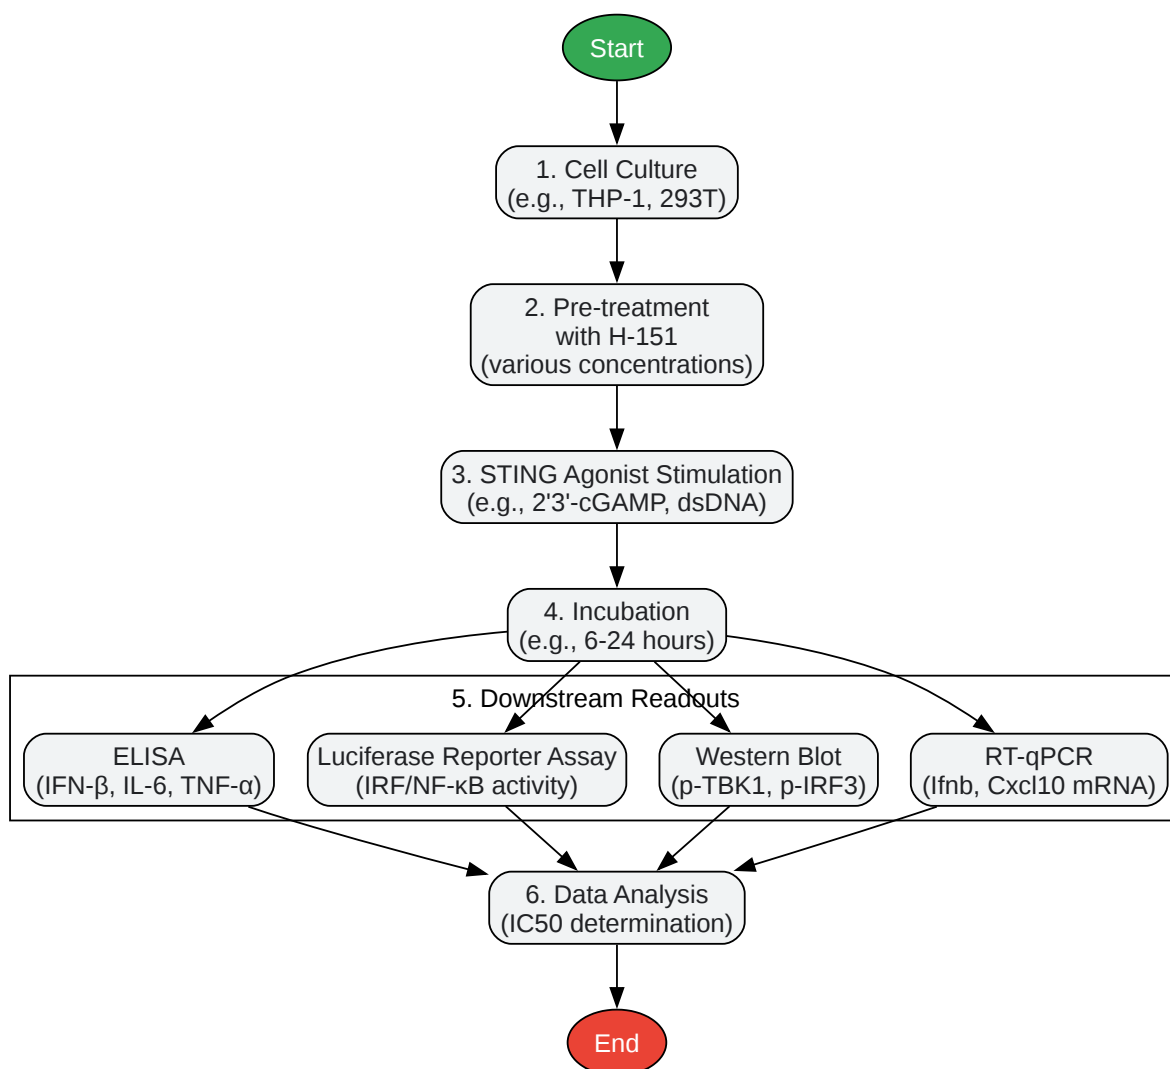 Start
1. Cell Culture
(e.g., THP-1, 293T)
2. Pre-treatment
with H-151
(various concentrations)
3. STING Agonist Stimulation
(e.g., 2'3'-cGAMP, dsDNA)
4. Incubation
(e.g., 6-24 hours)
5. Downstream Readouts
ELISA
(IFN-β, IL-6, TNF-α)
Luciferase Reporter Assay
(IRF/NF-κB activity)
Western Blot
(p-TBK1, p-IRF3)
RT-qPCR
(Ifnb, Cxcl10 mRNA)
6. Data Analysis
(IC50 determination)
End